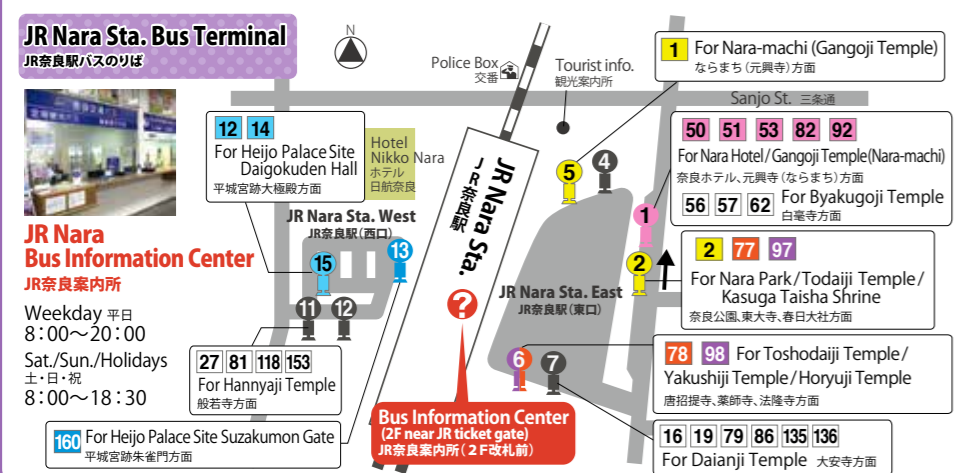 JR Nara Sta. Bus Terminal
JR奈良駅バスのりば
N
Police Box
交番
Tourist info.
観光案内所
1 For Nara-machi (Gangoji Temple)
ならまち(元興寺)方面
Sanjo St. 三条通
12 14
For Heijo Palace Site
Daigokuden Hall
平城宮跡大極殿方面
Hotel
Nikko Nara
ホテル
日航奈良
JR Nara Sta.
JR奈良駅
5
4
50 51 53 82 92
For Nara Hotel/Gangoji Temple(Nara-machi)
奈良ホテル、元興寺(ならまち)方面
56 57 62 For Byakugoji Temple
白毫寺方面
JR Nara Sta. West
JR奈良駅(西口)
13
15
11
12
1
2
JR Nara Sta. East
JR奈良駅(東口)
2 77 97
For Nara Park/Todaiji Temple/
Kasuga Taisha Shrine
奈良公園、東大寺、春日大社方面
JR Nara
Bus Information Center
JR奈良案内所
Weekday 平日
8:00〜20:00
Sat./Sun./Holidays
土・日・祝
8:00〜18:30
27 81 118 153
For Hannyaji Temple
般若寺方面
160 For Heijo Palace Site Suzakumon Gate
平城宮跡朱雀門方面
?
Bus Information Center
(2F near JR ticket gate)
JR奈良案内所(2F改札前)
6
7
78 98 For Toshodaiji Temple/
Yakushiji Temple/Horyuji Temple
唐招提寺、薬師寺、法隆寺方面
16 19 79 86 135 136
For Daianji Temple 大安寺方面